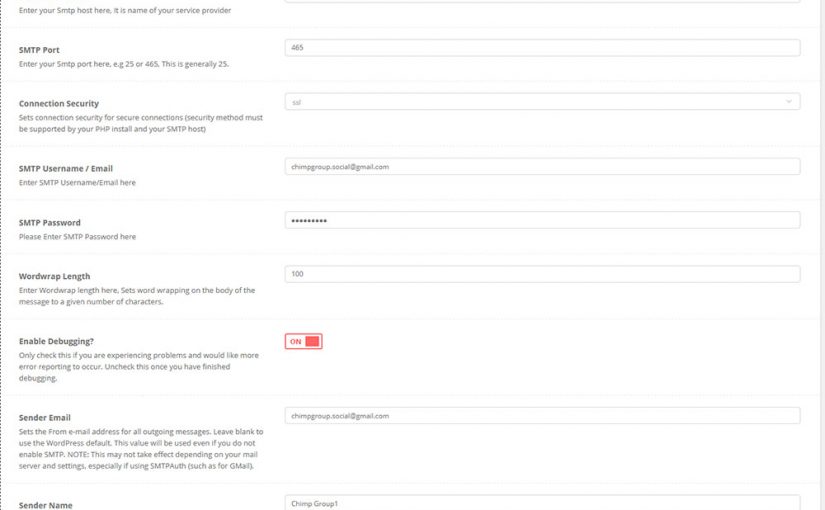 Enter your Smtp host here, It is name of your service provider
SMTP Port
465
Enter your Smtp port here, e.g 25 or 465, This is generally 25.
Connection Security
ssl
Sets connection security for secure connections (security method must
be supported by your PHP install and your SMTP host)
SMTP Username / Email
chimpgroup.social@gmail.com
Enter SMTP Username/Email here
SMTP Password
•••••••••
Please Enter SMTP Password here
Wordwrap Length
100
Enter Wordwrap length here, Sets word wrapping on the body of the
message to a given number of characters.
Enable Debugging?
ON
Only check this if you are experiencing problems and would like more
error reporting to occur. Uncheck this once you have finished
debugging.
Sender Email
chimpgroup.social@gmail.com
Sets the From e-mail address for all outgoing messages. Leave blank to
use the WordPress default. This value will be used even if you do not
enable SMTP. NOTE: This may not take effect depending on your mail
server and settings, especially if using SMTPAuth (such as for GMail).
Sender Name
Chimp Group1